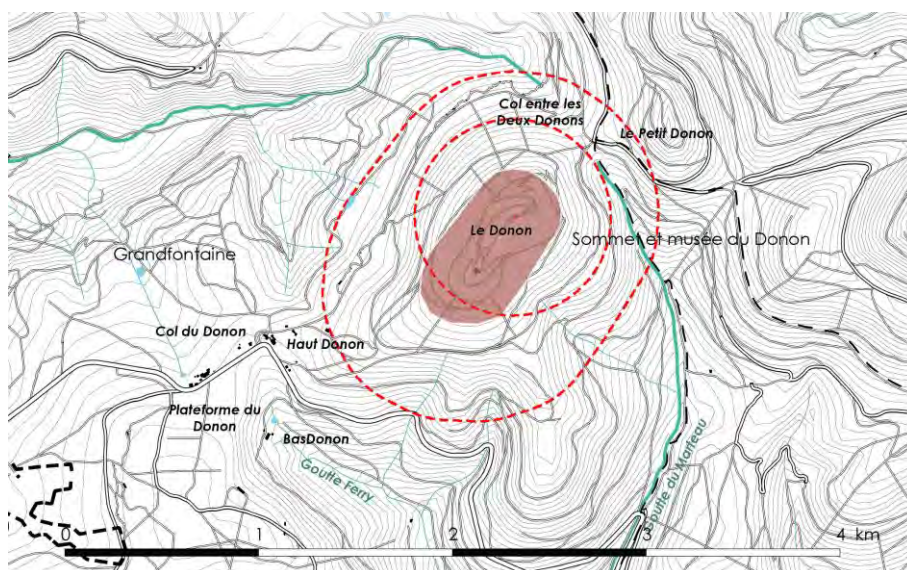 Col entre les
Deux Donons
Le Petit Donon
Le Donon
Sommet et musée du Donon
Grandfontaine
Col du Donon
Haut Donon
Plateforme du
Donon
BasDonon
Goutte Ferry
Goutte du Marteau
0 1 2 3 4 km